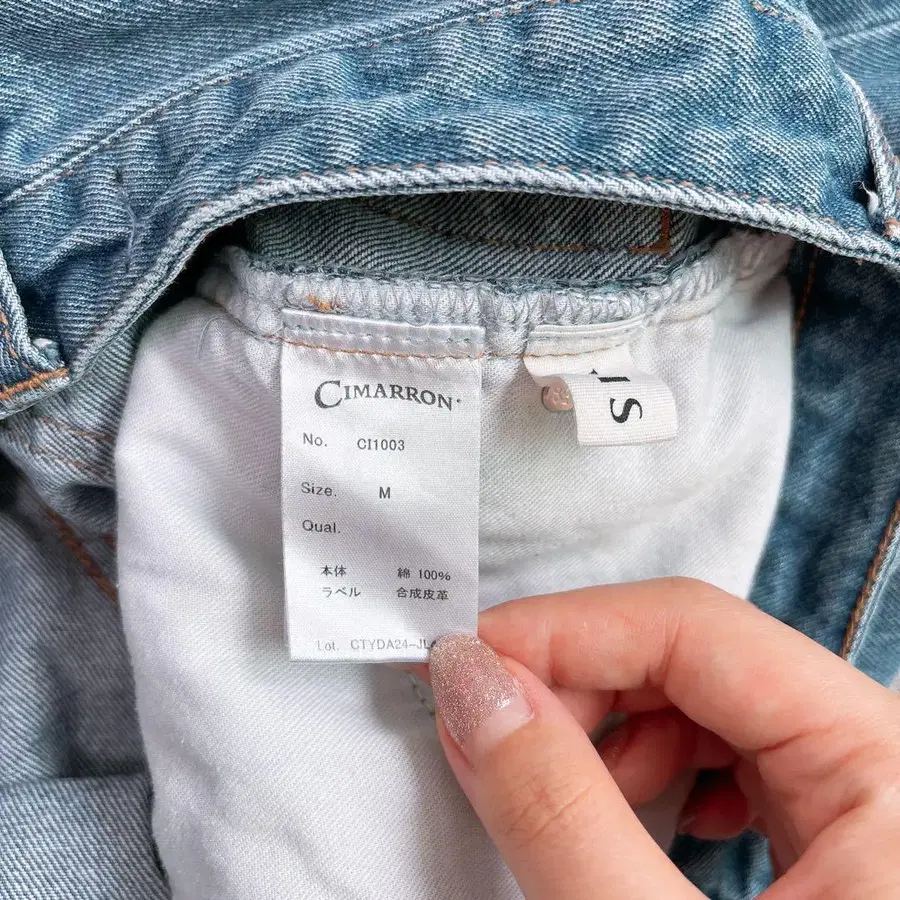 CIMARRON
No. CI1003
Size. M
Qual.
本体 綿 100%
ラベル 合成皮革
Lot. CTYDA24-JL
S